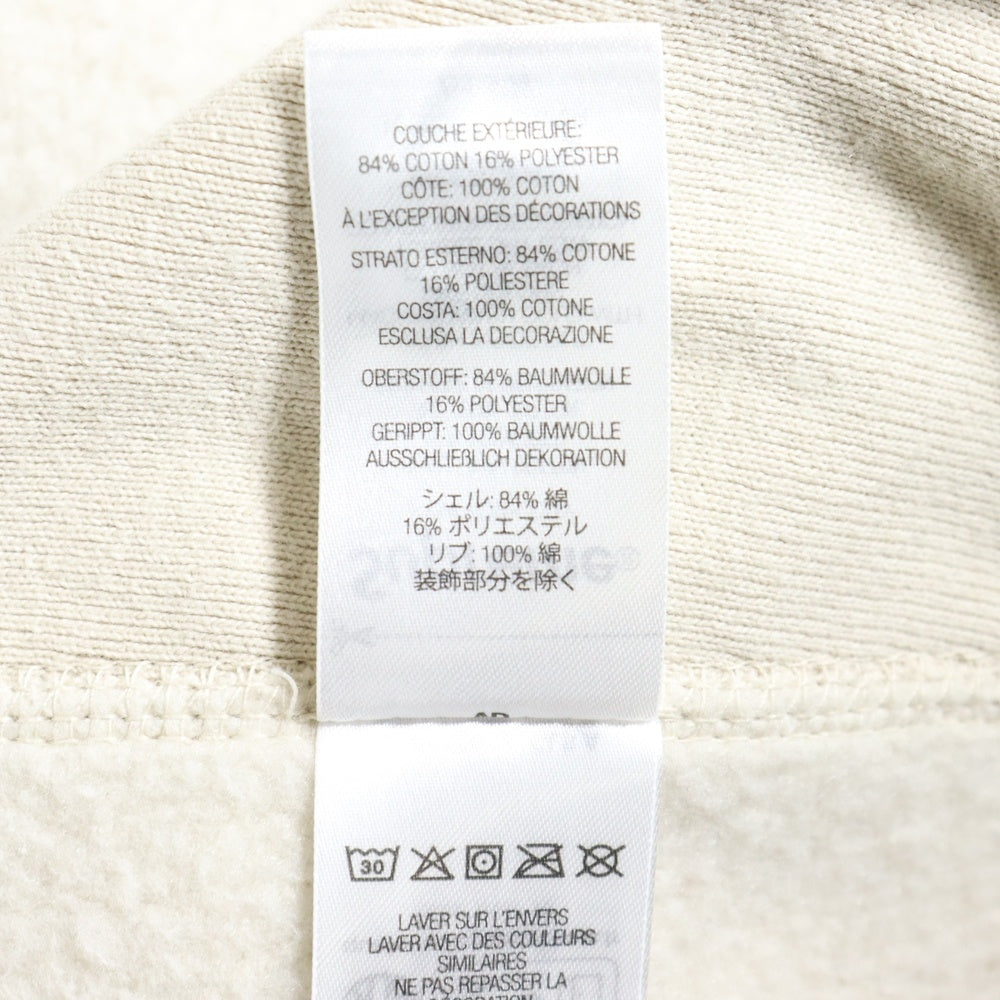 COUCHE EXTÉRIEURE:
84% COTON 16% POLYESTER
CÔTE: 100% COTON
À L'EXCEPTION DES DÉCORATIONS
STRATO ESTERNO: 84% COTONE
16% POLIESTERE
COSTA: 100% COTONE
ESCLUSA LA DECORAZIONE
OBERSTOFF: 84% BAUMWOLLE
16% POLYESTER
GERIPPT: 100% BAUMWOLLE
AUSSCHLIEßLICH DEKORATION
シェル: 84% 綿
16% ポリエステル
リブ: 100% 綿
装飾部分を除く
30
LAVER SUR L'ENVERS
LAVER AVEC DES COULEURS
SIMILAIRES
NE PAS REPASSER LA